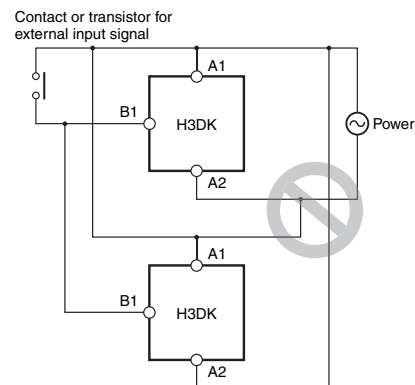 Contact or transistor for
external input signal
A1
B1
H3DK
Power
A2
A1
B1
H3DK
A2